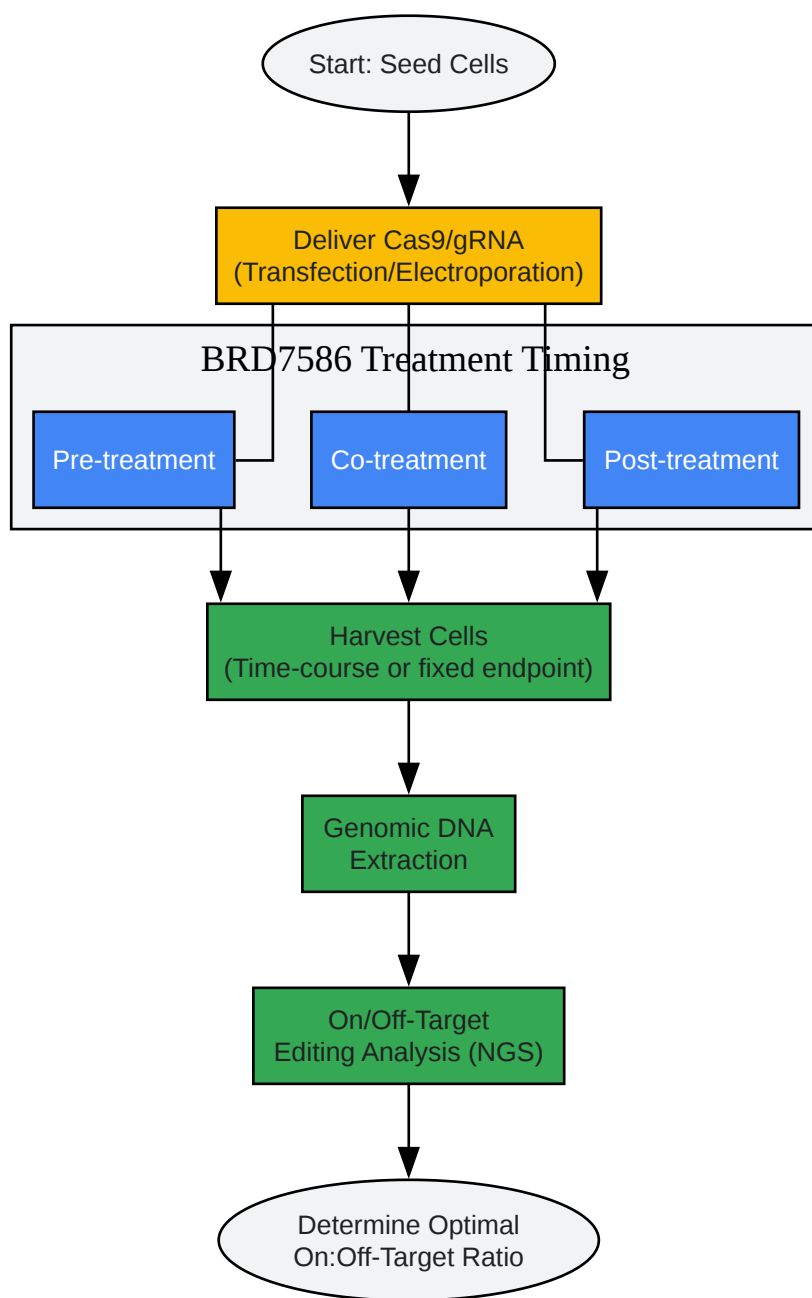 Start: Seed Cells
Deliver Cas9/gRNA
(Transfection/Electroporation)
BRD7586 Treatment Timing
Pre-treatment
Co-treatment
Post-treatment
Harvest Cells
(Time-course or fixed endpoint)
Genomic DNA
Extraction
On/Off-Target
Editing Analysis (NGS)
Determine Optimal
On:Off-Target Ratio